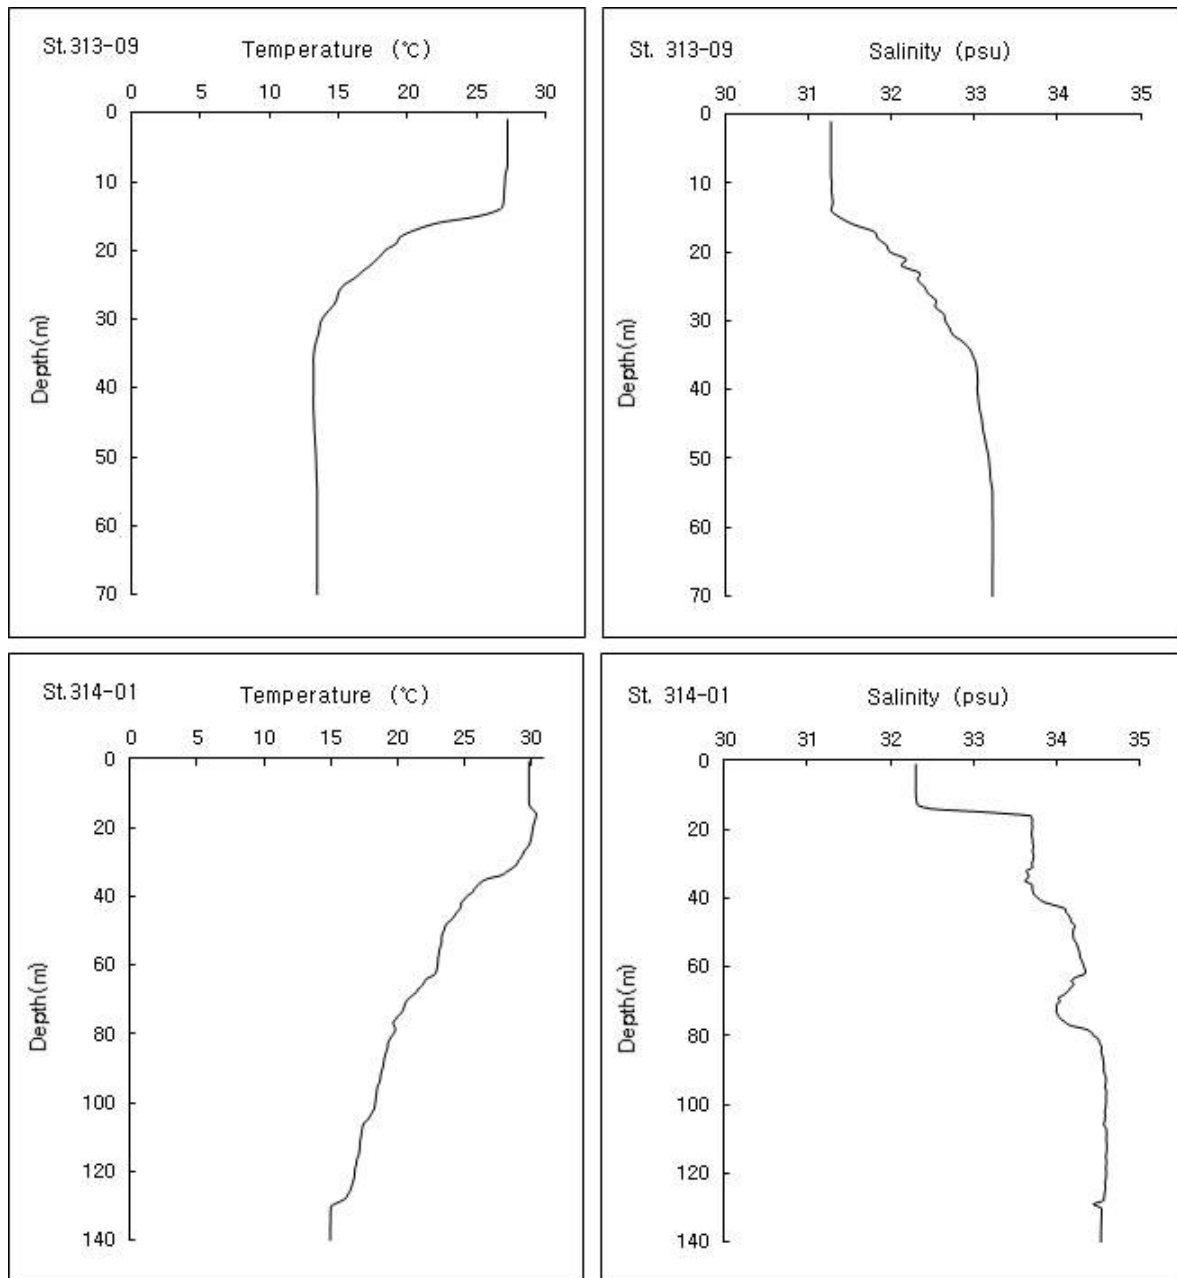 St.313-09 Temperature (℃)
0 5 10 15 20 25 30
0
10
20
30
40
50
60
70
Depth(m)
St. 313-09 Salinity (psu)
30 31 32 33 34 35
0
10
20
30
40
50
60
70
Depth(m)
St.314-01 Temperature (℃)
0 5 10 15 20 25 30
0
20
40
60
80
100
120
140
Depth(m)
St. 314-01 Salinity (psu)
30 31 32 33 34 35
0
20
40
60
80
100
120
140
Depth(m)